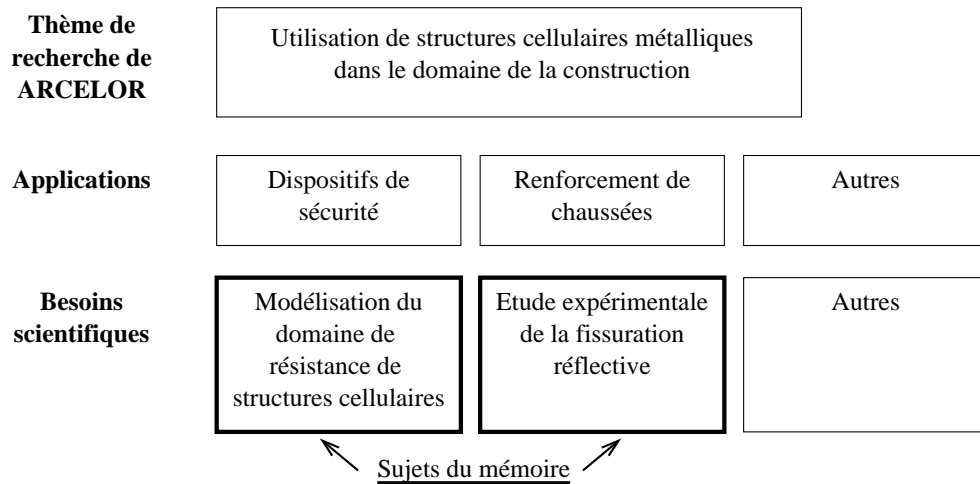 Thème de
recherche de
ARCELOR
Utilisation de structures cellulaires métalliques
dans le domaine de la construction
Applications
Dispositifs de
sécurité
Renforcement de
chaussées
Autres
Besoins
scientifiques
Modélisation du
domaine de
résistance de
structures cellulaires
Etude expérimentale
de la fissuration
réflective
Autres
Sujets du mémoire